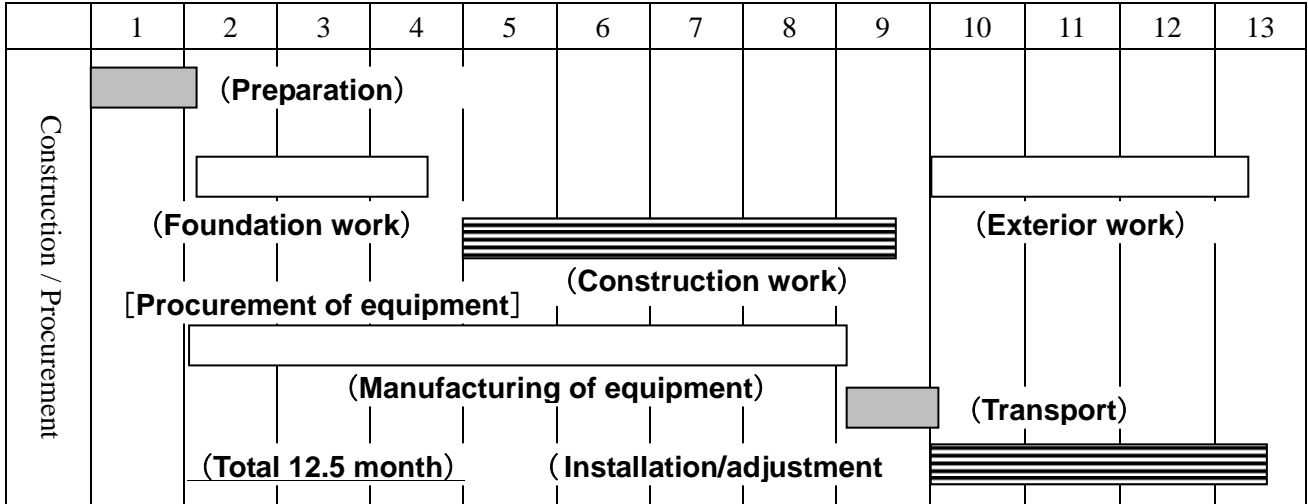 1 2 3 4 5 6 7 8 9 10 11 12 13
Construction / Procurement
（Preparation）
（Foundation work）
（Exterior work）
（Construction work）
［Procurement of equipment］
（Manufacturing of equipment）
（Transport）
（Total 12.5 month）
（Installation/adjustment